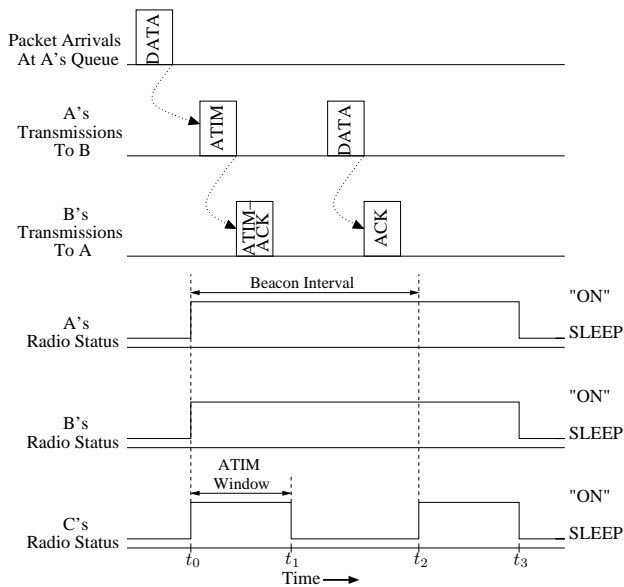 Packet Arrivals
At A's Queue
DATA
A's
Transmissions
To B
ATIM
DATA
B's
Transmissions
To A
ATIM–
ACK
ACK
Beacon Interval
A's
Radio Status
"ON"
SLEEP
B's
Radio Status
"ON"
SLEEP
ATIM
Window
C's
Radio Status
"ON"
SLEEP
t0 t1 t2 t3
Time